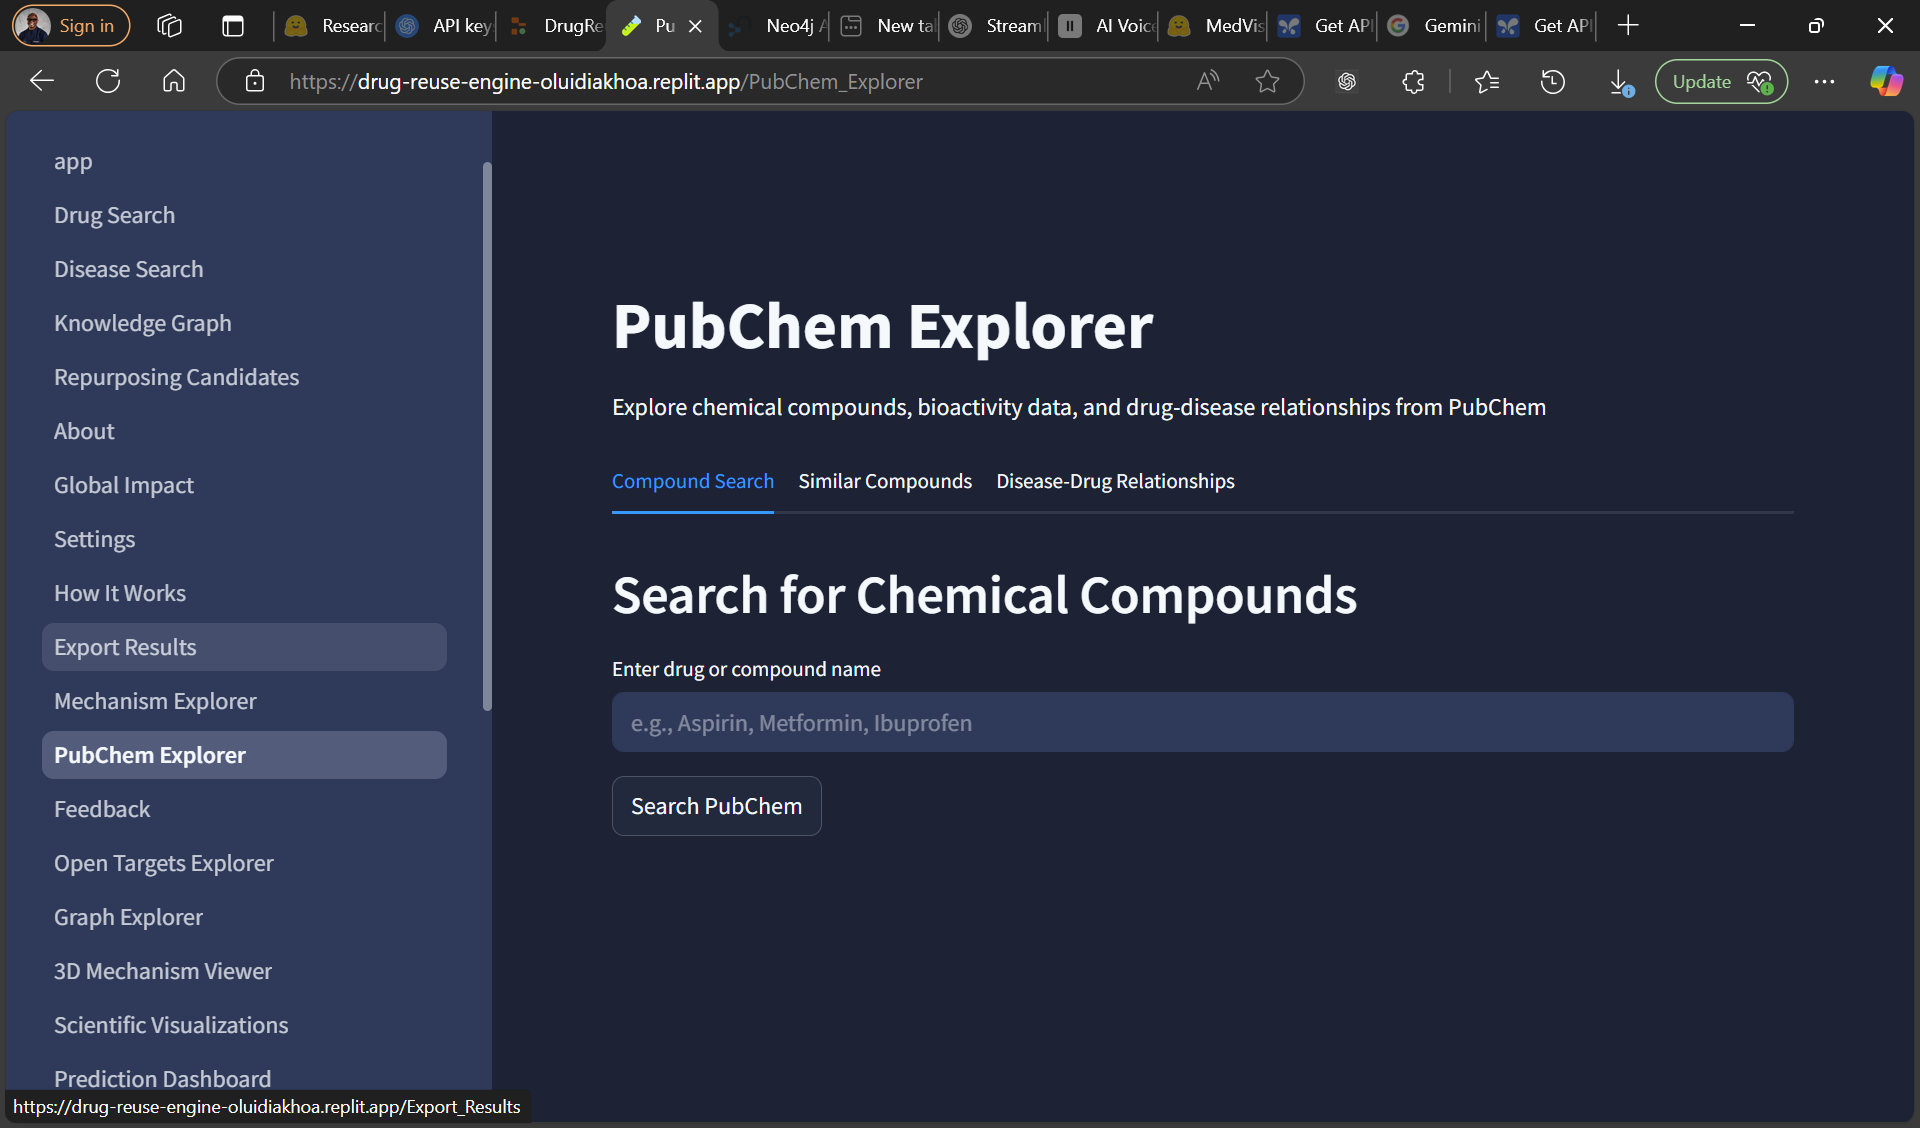 Sign in
Researc
API key
DrugRe
Pu
Neo4j A
New ta
Stream
AI Voic
MedVis
Get API
Gemini
Get API
https://drug-reuse-engine-oluidiakhoa.replit.app/PubChem_Explorer
Update
app
Drug Search
Disease Search
Knowledge Graph
Repurposing Candidates
About
Global Impact
Settings
How It Works
Export Results
Mechanism Explorer
PubChem Explorer
Feedback
Open Targets Explorer
Graph Explorer
3D Mechanism Viewer
Scientific Visualizations
Prediction Dashboard
PubChem Explorer
Explore chemical compounds, bioactivity data, and drug-disease relationships from PubChem
Compound Search
Similar Compounds
Disease-Drug Relationships
Search for Chemical Compounds
Enter drug or compound name
e.g., Aspirin, Metformin, Ibuprofen
Search PubChem
https://drug-reuse-engine-oluidiakhoa.replit.app/Export_Results